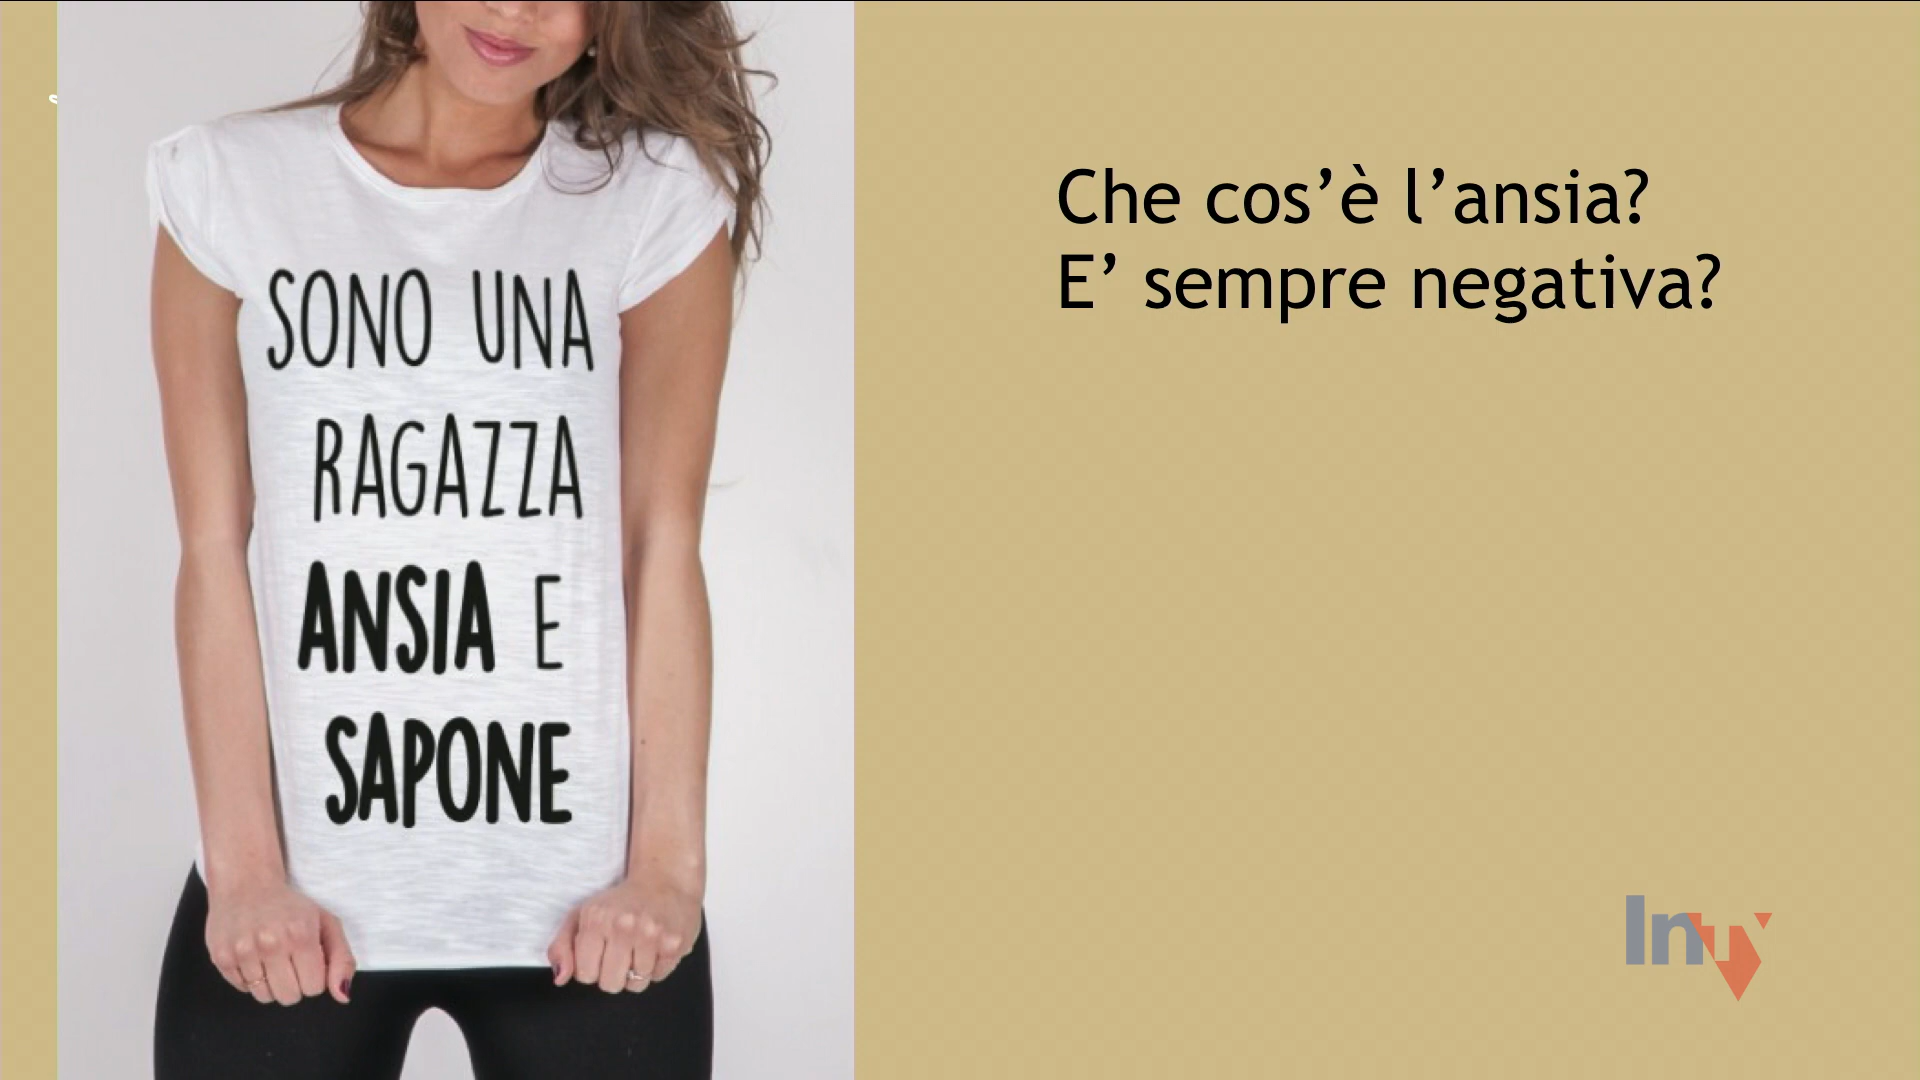 SONO UNA
RAGAZZA
ANSIA E
SAPONE
Che cos’è l’ansia?
E’ sempre negativa?